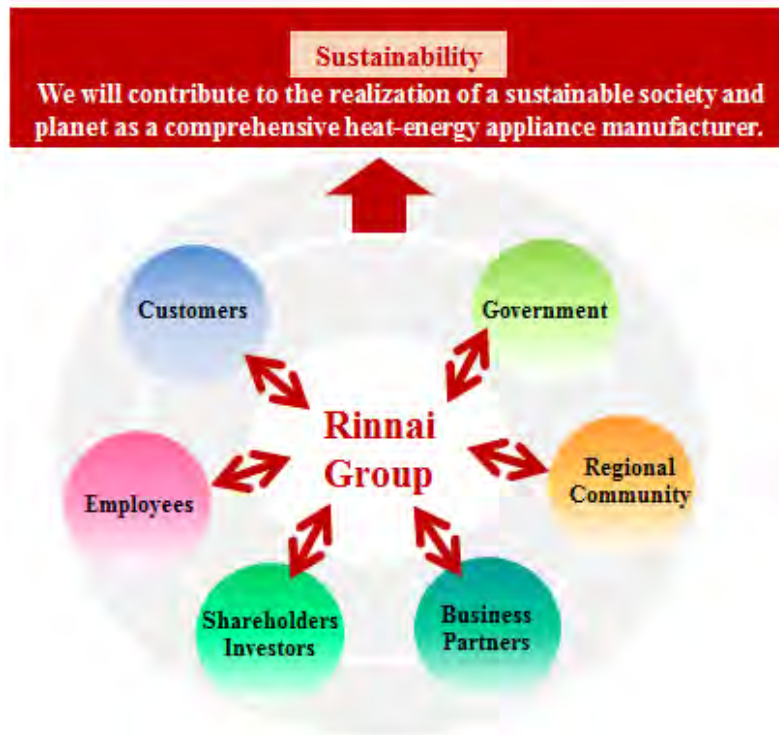 Sustainability
We will contribute to the realization of a sustainable society and
planet as a comprehensive heat-energy appliance manufacturer.
Customers
Government
Rinnai
Group
Employees
Regional
Community
Shareholders
Investors
Business
Partners